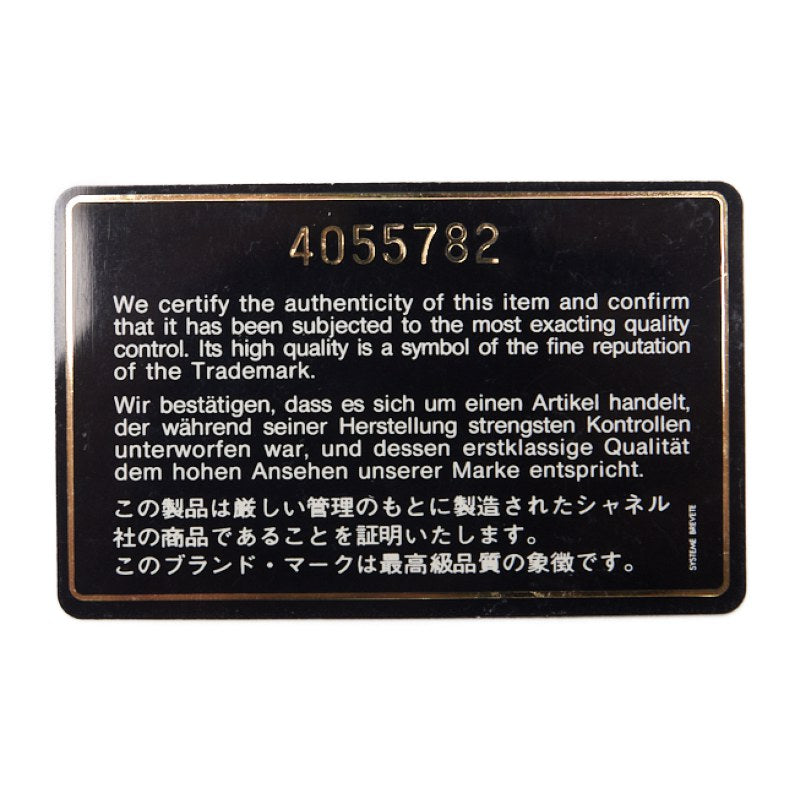 4055782
We certify the authenticity of this item and confirm
that it has been subjected to the most exacting quality
control. Its high quality is a symbol of the fine reputation
of the Trademark.
Wir bestätigen, dass es sich um einen Artikel handelt,
der während seiner Herstellung strengsten Kontrollen
unterworfen war, und dessen erstklassige Qualität
dem hohen Ansehen unserer Marke entspricht.
この製品は厳しい管理のもとに製造されたシャネル
社の商品であることを証明いたします。
このブランド・マークは最高級品質の象徴です。
SYSTEME BREVETE